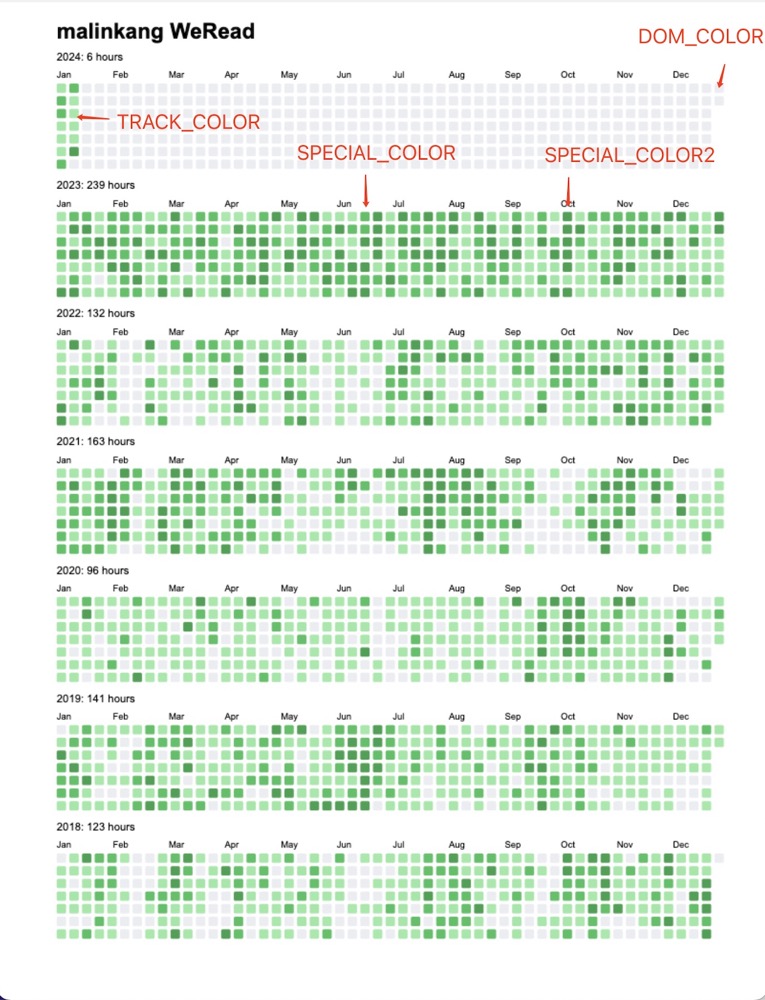 malinkang WeRead
DOM_COLOR
2024: 6 hours
Jan Feb Mar Apr May Jun Jul Aug Sep Oct Nov Dec
TRACK_COLOR
SPECIAL_COLOR
SPECIAL_COLOR2
2023: 239 hours
Jan Feb Mar Apr May Jun Jul Aug Sep Oct Nov Dec
2022: 132 hours
Jan Feb Mar Apr May Jun Jul Aug Sep Oct Nov Dec
2021: 163 hours
Jan Feb Mar Apr May Jun Jul Aug Sep Oct Nov Dec
2020: 96 hours
Jan Feb Mar Apr May Jun Jul Aug Sep Oct Nov Dec
2019: 141 hours
Jan Feb Mar Apr May Jun Jul Aug Sep Oct Nov Dec
2018: 123 hours
Jan Feb Mar Apr May Jun Jul Aug Sep Oct Nov Dec